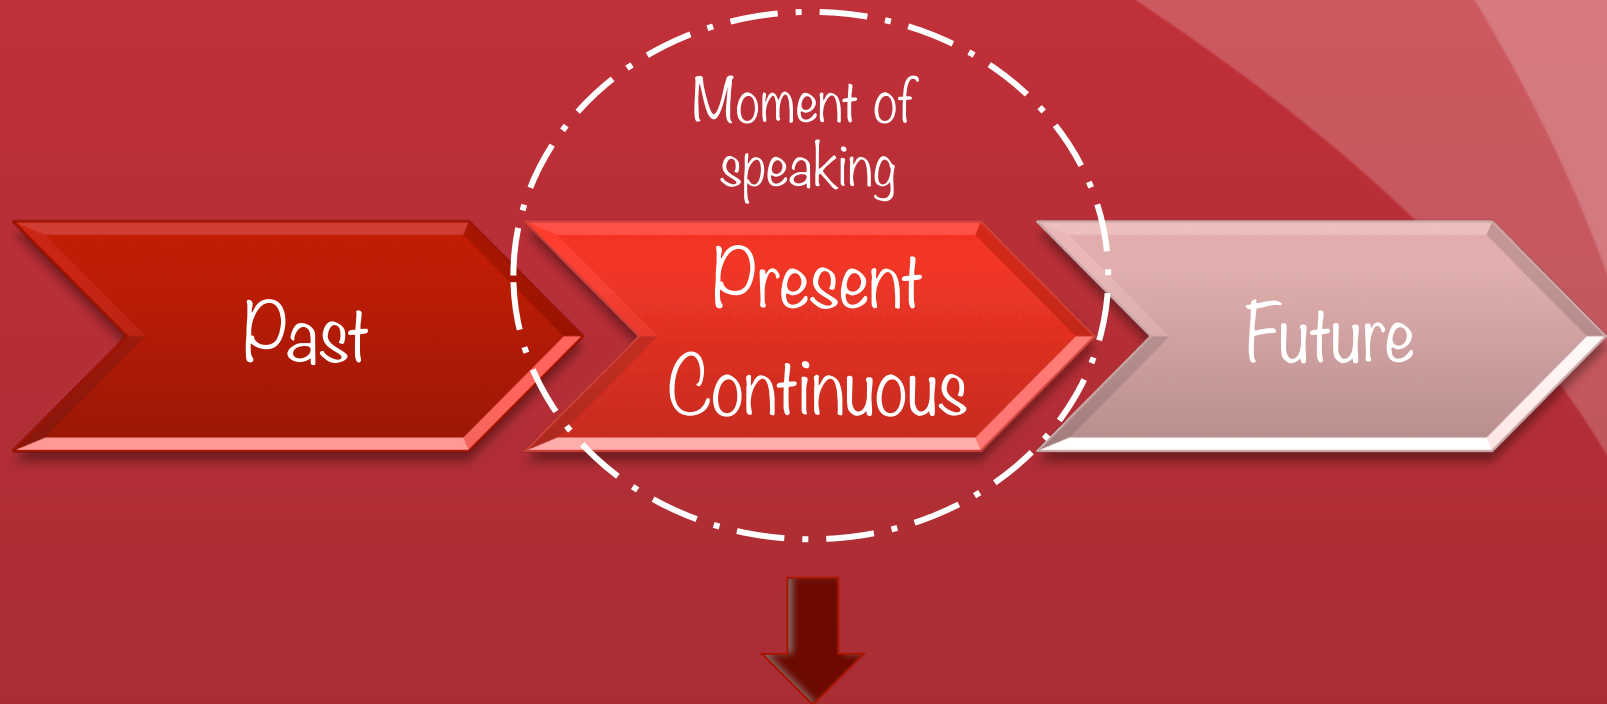 Moment of
speaking
Past
Present
Continuous
Future